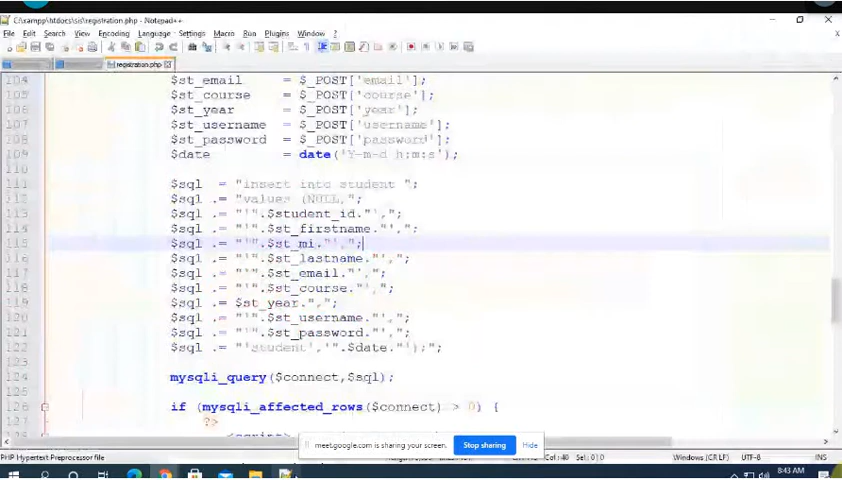 C:\xampp\htdocs\sis\registration.php - Notepad++
File Edit Search View Encoding Language Settings Macro Run Plugins Window ?
registration.php
104 $st_email = $_POST['email'];
105 $st_course = $_POST['course'];
106 $st_year = $_POST['year'];
107 $st_username = $_POST['username'];
108 $st_password = $_POST['password'];
109 $date = date('Y-m-d h:m:s');
110
111 $sql = "insert into student ";
112 $sql .= "values (NULL,";
113 $sql .= "'".$student_id."',";
114 $sql .= "'".$st_firstname."',";
115 $sql .= "'".$st_mi."',";
116 $sql .= "'".$st_lastname."',";
117 $sql .= "'".$st_email."',";
118 $sql .= "'".$st_course."',";
119 $sql .= $st_year.",";
120 $sql .= "'".$st_username."',";
121 $sql .= "'".$st_password."',";
122 $sql .= "'student','".$date."');";
123
124 mysqli_query($connect,$sql);
125
126 if (mysqli_affected_rows($connect) > 0) {
127 ?>
<script>
meet.google.com is sharing your screen. Stop sharing Hide
PHP Hypertext Preprocessor file Col:40 Sel:0|0 Windows (CR LF) UTF-8 INS
8:43 AM